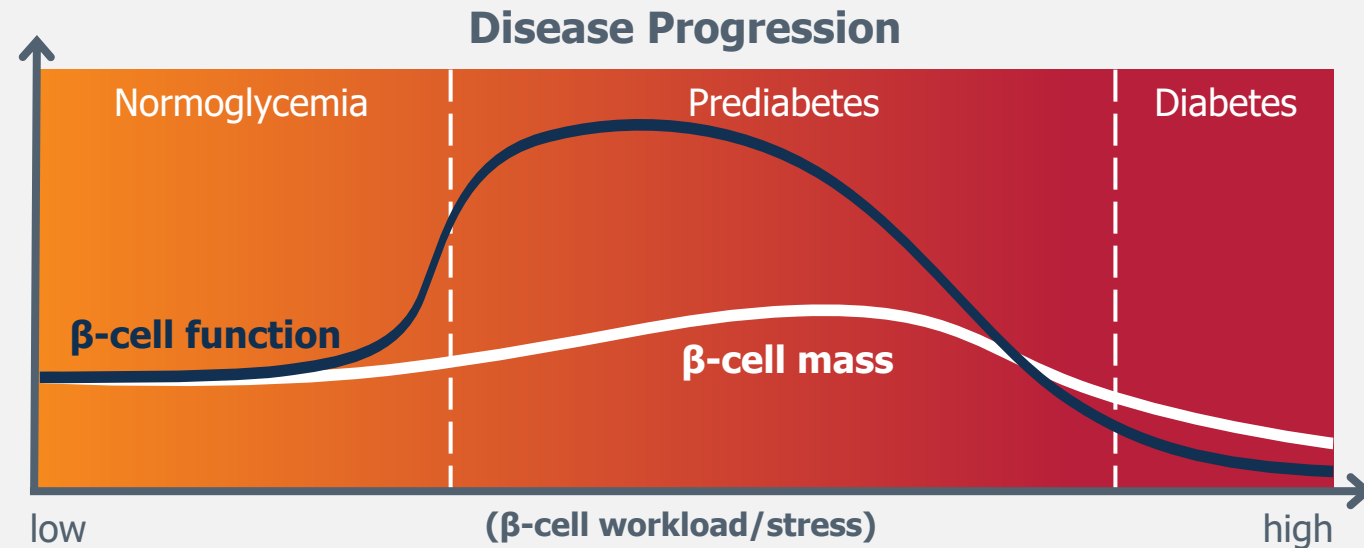 Disease Progression
Normoglycemia
Prediabetes
Diabetes
β-cell function
β-cell mass
low
(β-cell workload/stress)
high